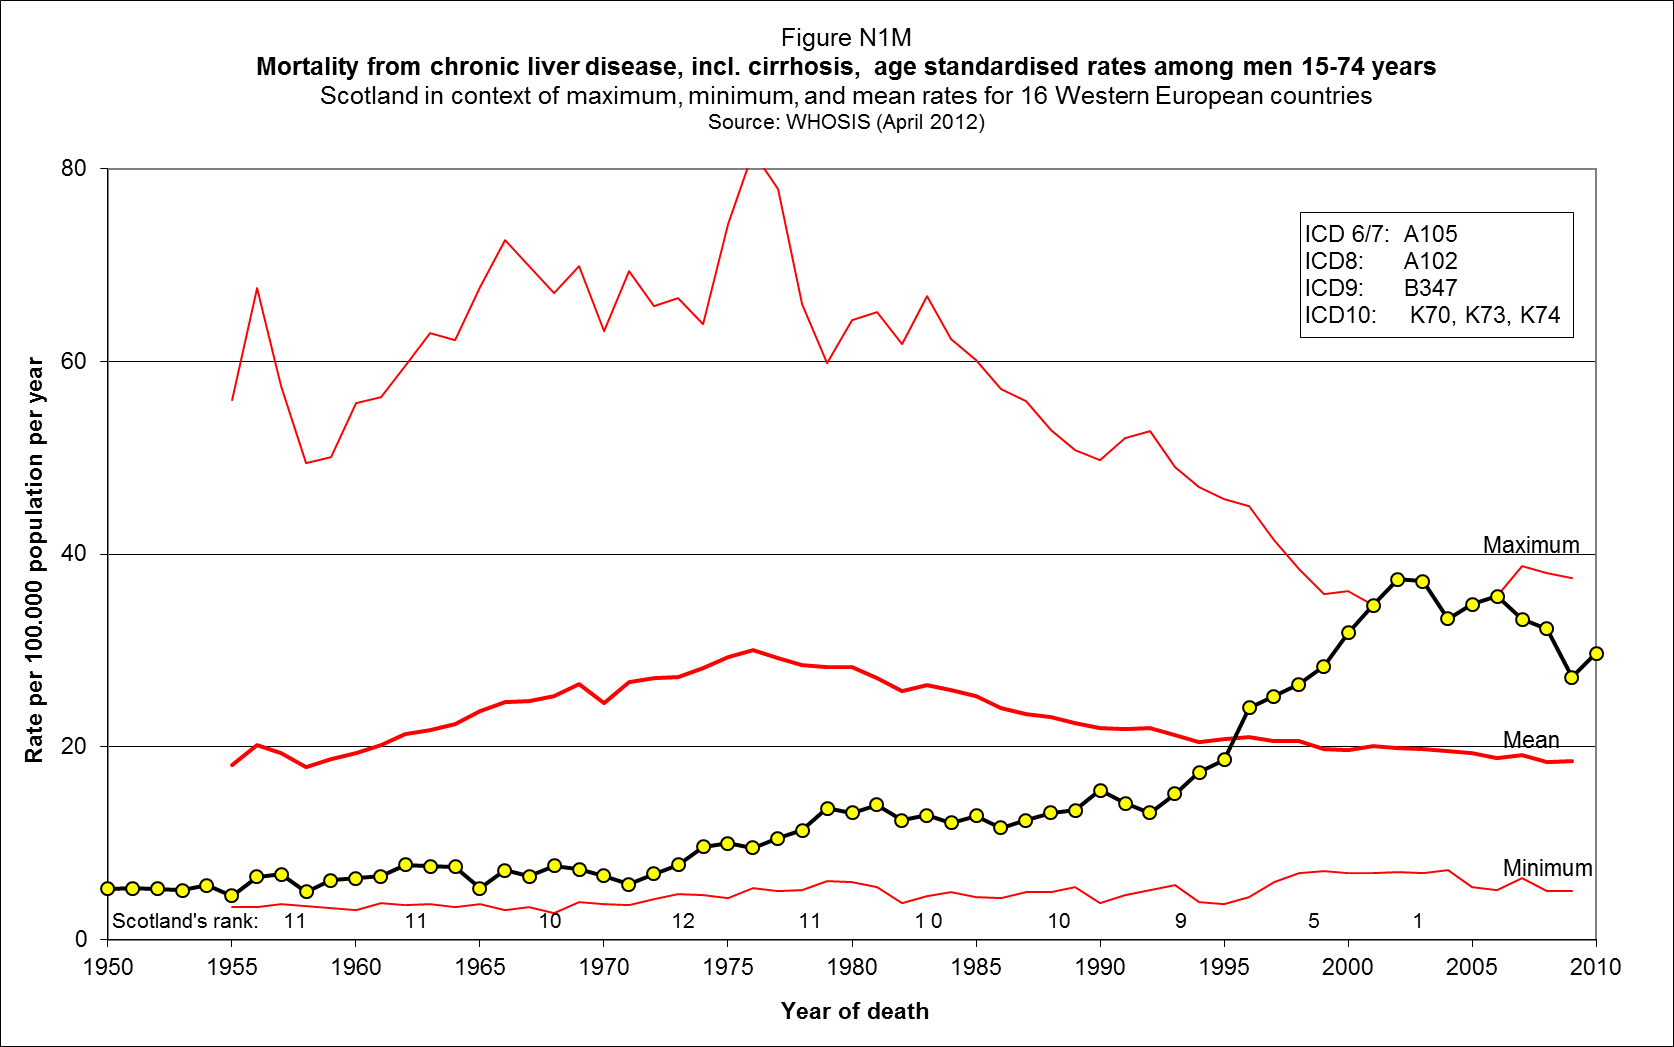 Figure N1M
Mortality from chronic liver disease, incl. cirrhosis, age standardised rates among men 15-74 years
Scotland in context of maximum, minimum, and mean rates for 16 Western European countries
Source: WHOSIS (April 2012)
Rate per 100.000 population per year
80
60
40
20
0
ICD 6/7: A105
ICD8: A102
ICD9: B347
ICD10: K70, K73, K74
Maximum
Mean
Minimum
Scotland's rank: 11 11 10 12 11 1 0 10 9 5 1
1950 1955 1960 1965 1970 1975 1980 1985 1990 1995 2000 2005 2010
Year of death